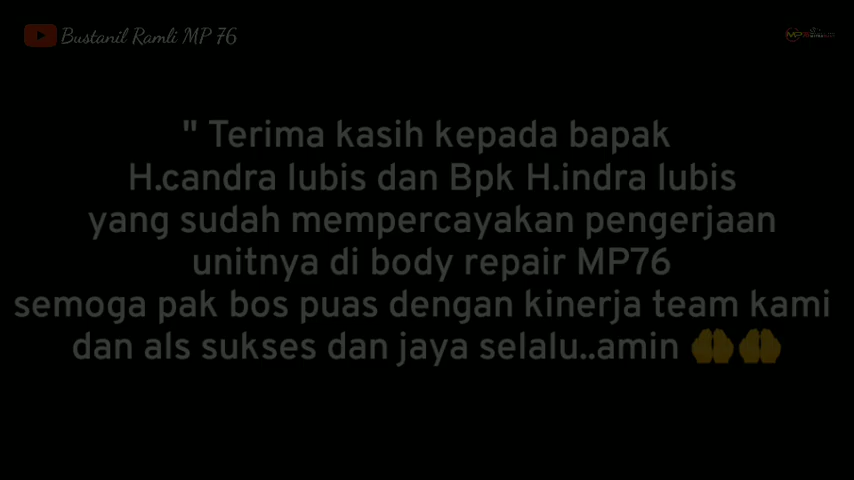 Bustanil Ramli MP 76
MP76
" Terima kasih kepada bapak
H.candra lubis dan Bpk H.indra lubis
yang sudah mempercayakan pengerjaan
unitnya di body repair MP76
semoga pak bos puas dengan kinerja team kami
dan als sukses dan jaya selalu..amin 🤲🤲